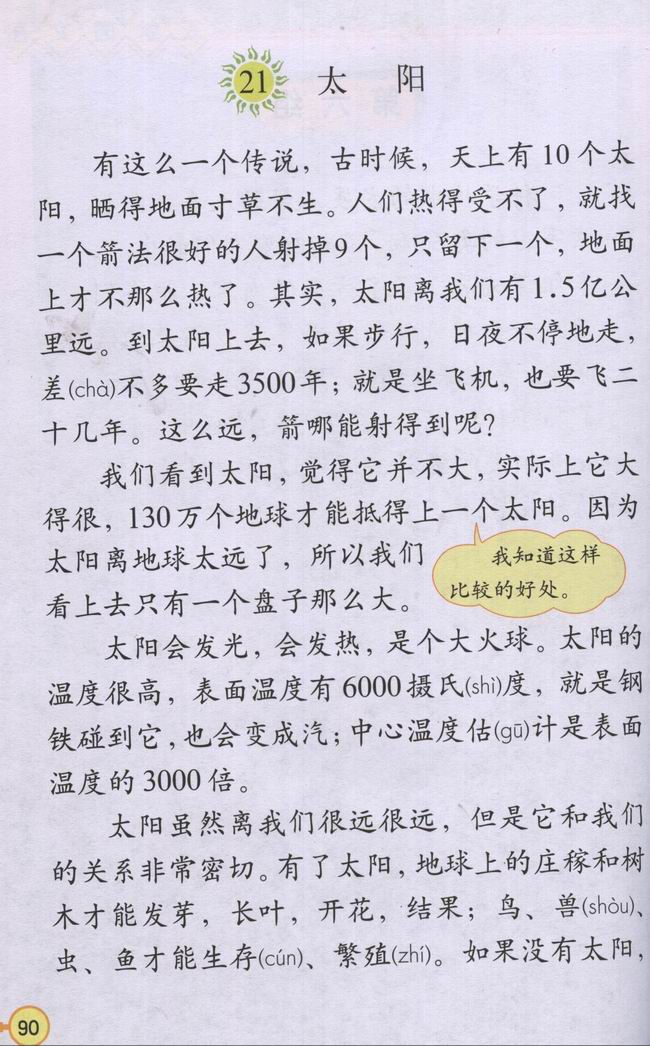 21 太阳
有这么一个传说，古时候，天上有10个太
阳，晒得地面寸草不生。人们热得受不了，就找
一个箭法很好的人射掉9个，只留下一个，地面
上才不那么热了。其实，太阳离我们有1.5亿公
里远。到太阳上去，如果步行，日夜不停地走，
差(chà)不多要走3500年；就是坐飞机，也要飞二
十几年。这么远，箭哪能射得到呢？
我们看到太阳，觉得它并不大，实际上它大
得很，130万个地球才能抵得上一个太阳。因为
太阳离地球太远了，所以我们
看上去只有一个盘子那么大。
我知道这样
比较的好处。
太阳会发光，会发热，是个大火球。太阳的
温度很高，表面温度有6000摄氏(shì)度，就是钢
铁碰到它，也会变成汽；中心温度估(gū)计是表面
温度的3000倍。
太阳虽然离我们很远很远，但是它和我们
的关系非常密切。有了太阳，地球上的庄稼和树
木才能发芽，长叶，开花，结果；鸟、兽(shòu)、
虫、鱼才能生存(cún)、繁殖(zhí)。如果没有太阳，
90